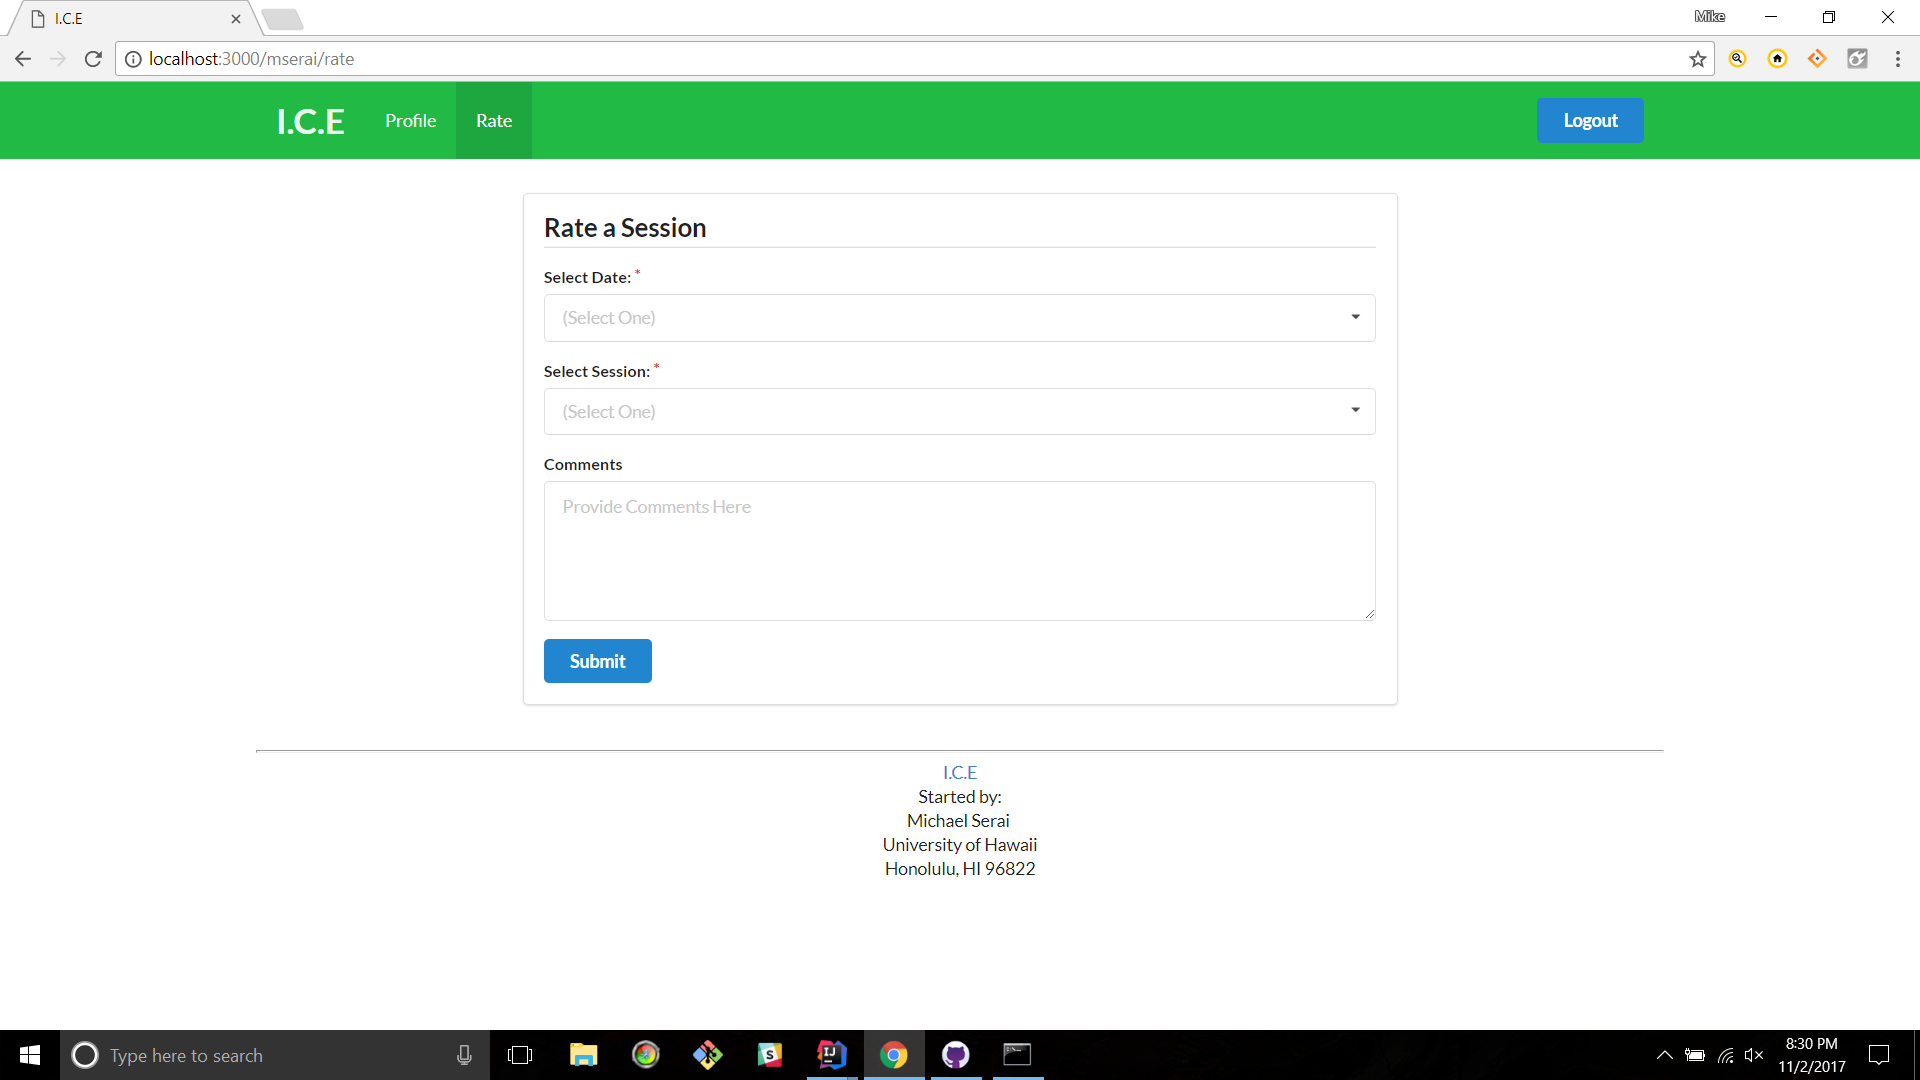 I.C.E
Mike
localhost:3000/mserai/rate
I.C.E Profile Rate Logout
Rate a Session
Select Date: *
(Select One)
Select Session: *
(Select One)
Comments
Provide Comments Here
Submit
I.C.E
Started by:
Michael Serai
University of Hawaii
Honolulu, HI 96822
Type here to search
S
IJ
8:30 PM
11/2/2017